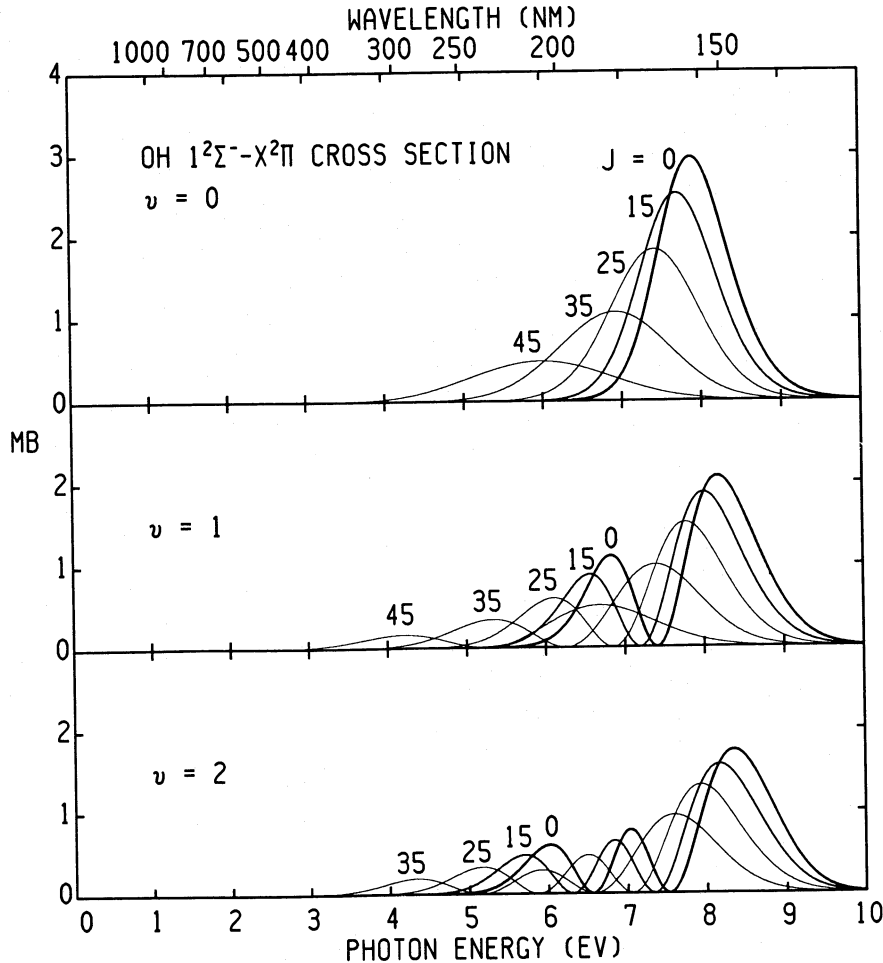 WAVELENGTH (NM)
1000 700 500 400 300 250 200 150
4
OH 1²Σ⁻-X²Π CROSS SECTION
J = 0
3
υ = 0
15
2
25
35
1
45
0
MB
2
υ = 1
0
15
1
25
35
45
0
2
υ = 2
0
15
1
25
35
0
0 1 2 3 4 5 6 7 8 9 10
PHOTON ENERGY (EV)